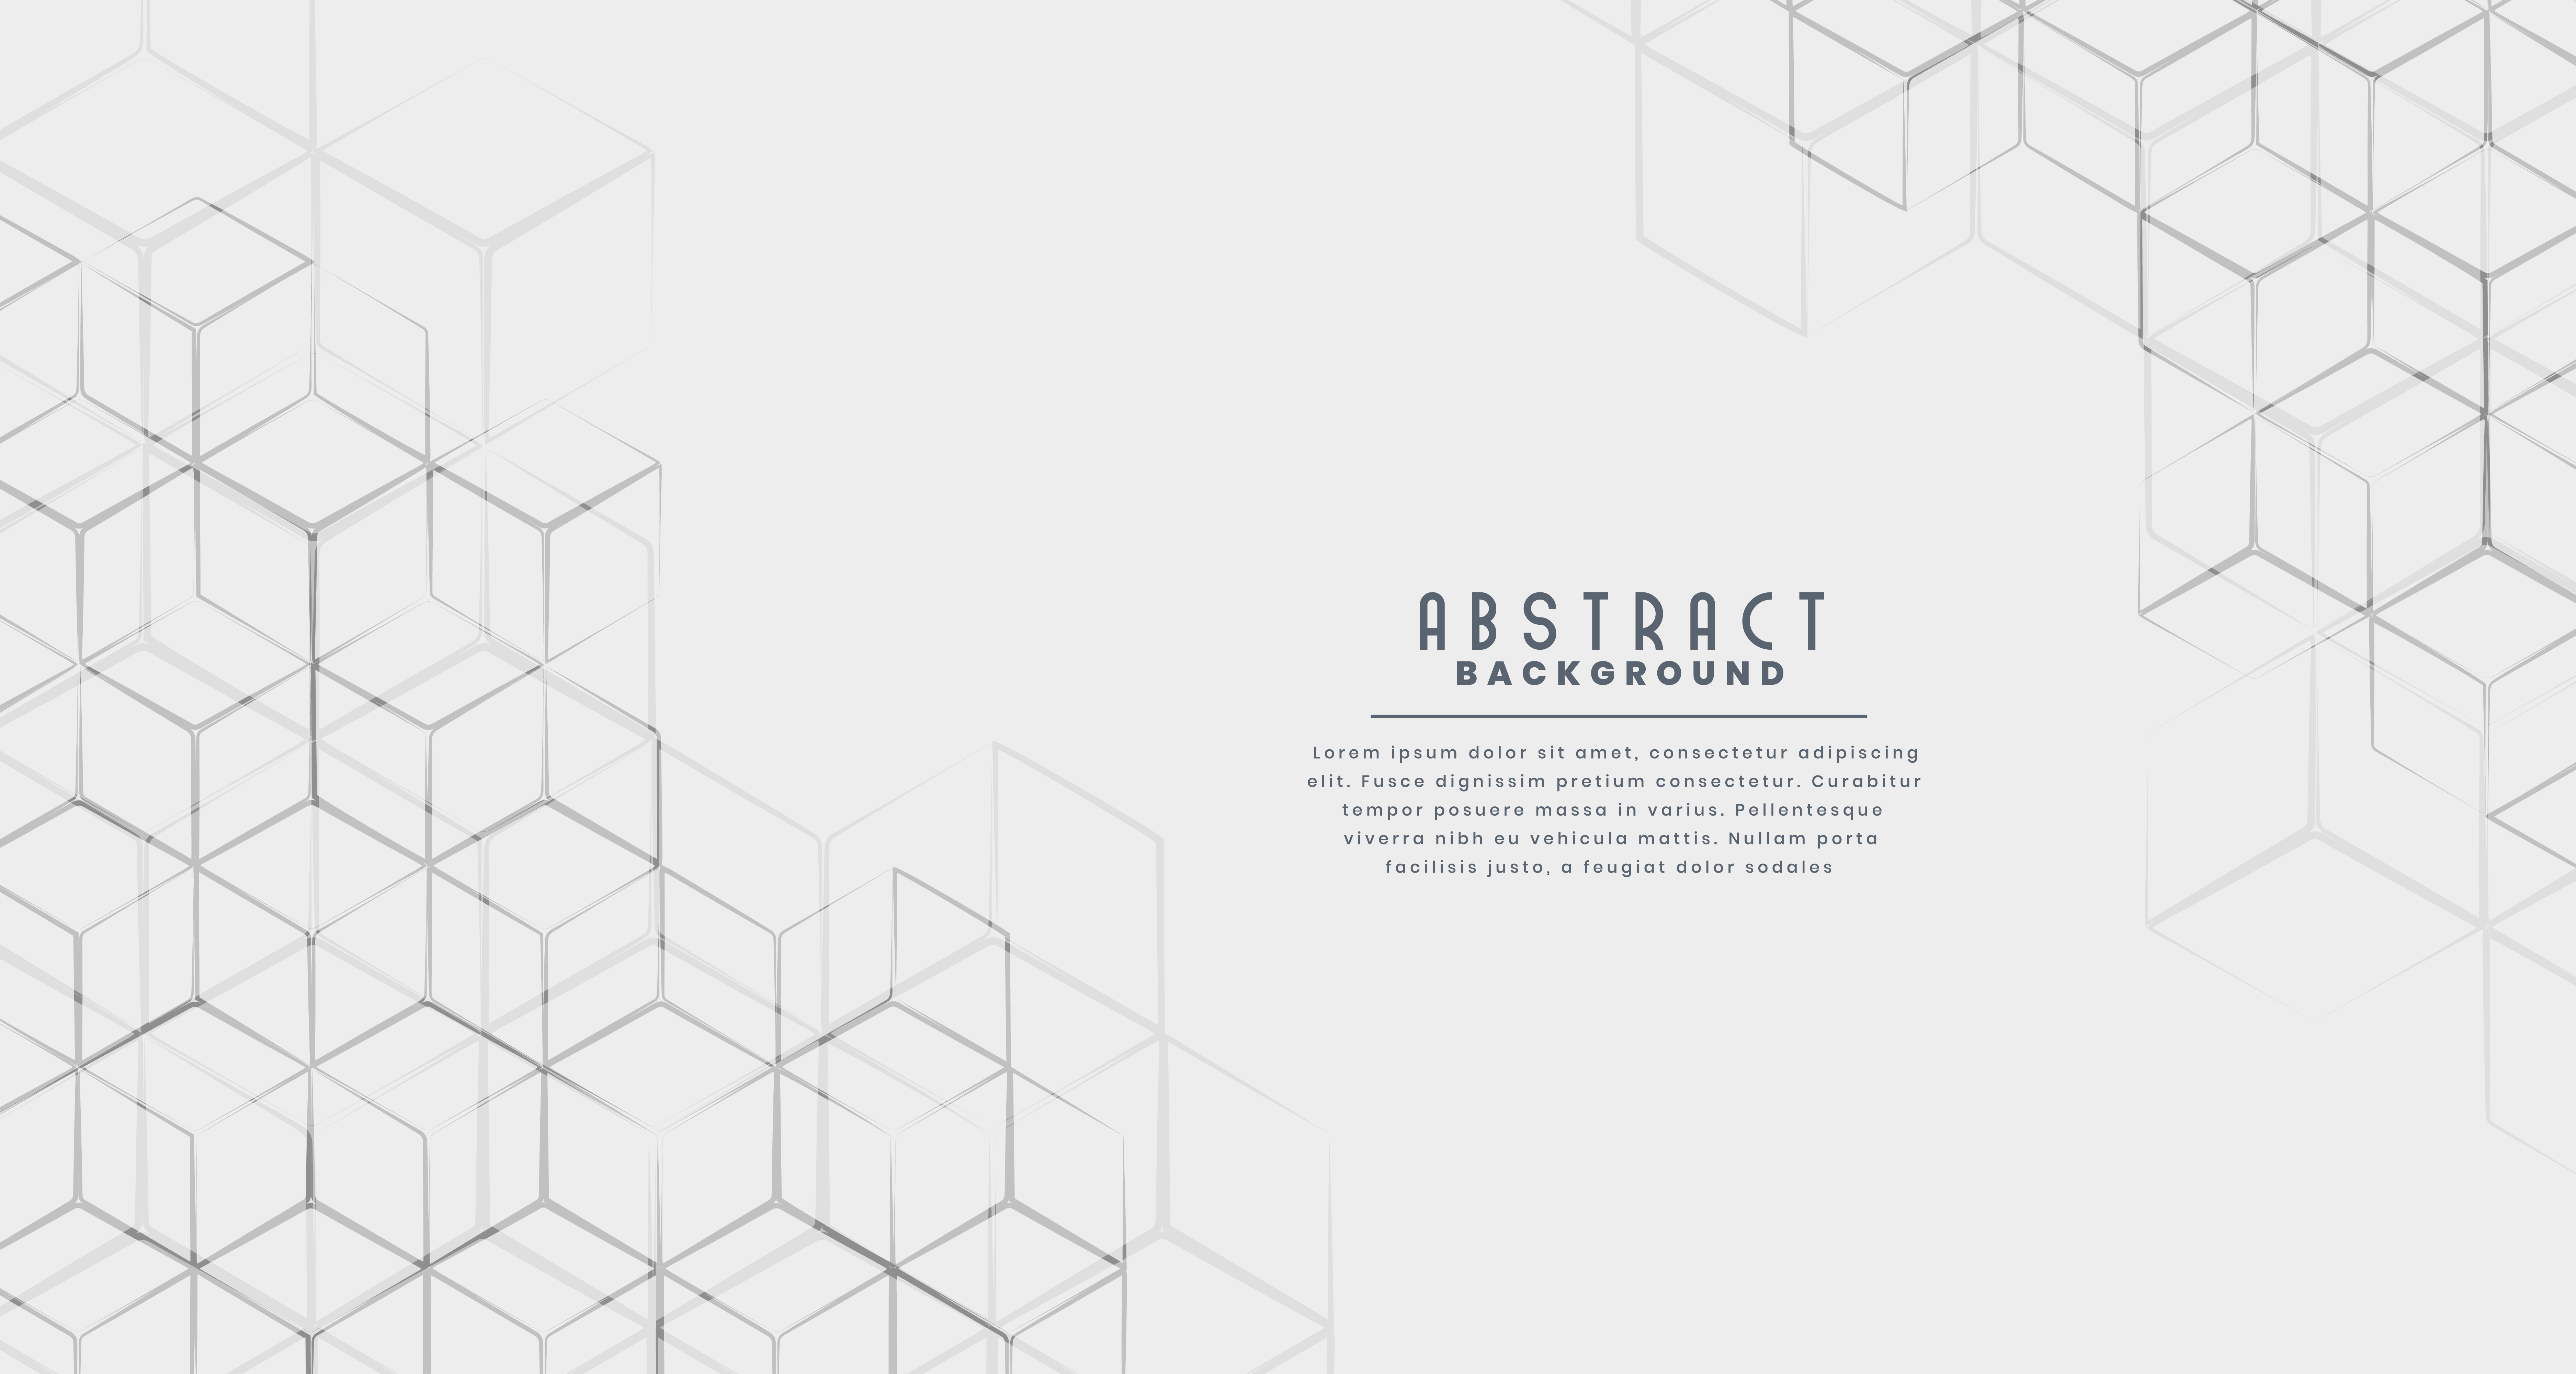 ABSTRACT
BACKGROUND
Lorem ipsum dolor sit amet, consectetur adipiscing
elit. Fusce dignissim pretium consectetur. Curabitur
tempor posuere massa in varius. Pellentesque
viverra nibh eu vehicula mattis. Nullam porta
facilisis justo, a feugiat dolor sodales